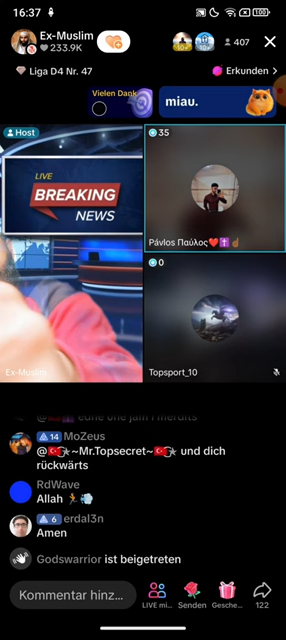 16:37
100
Ex-Muslim
233.9K
10+
10+
407
Liga D4 Nr. 47
Erkunden >
Vielen Dank
miau.
Host
LIVE
BREAKING
NEWS
Ex-Muslim
35
Pávlos Παύλος❤️✝️☝🏽
0
Topsport_10
14 MoZeus
@🇹🇷~Mr.Topsecret~🇹🇷 und dich
rückwärts
RdWave
Allah 🏃💨
6 erdal3n
Amen
Godswarrior ist beigetreten
Kommentar hinz...
LIVE mi...
Senden
Gesche...
122